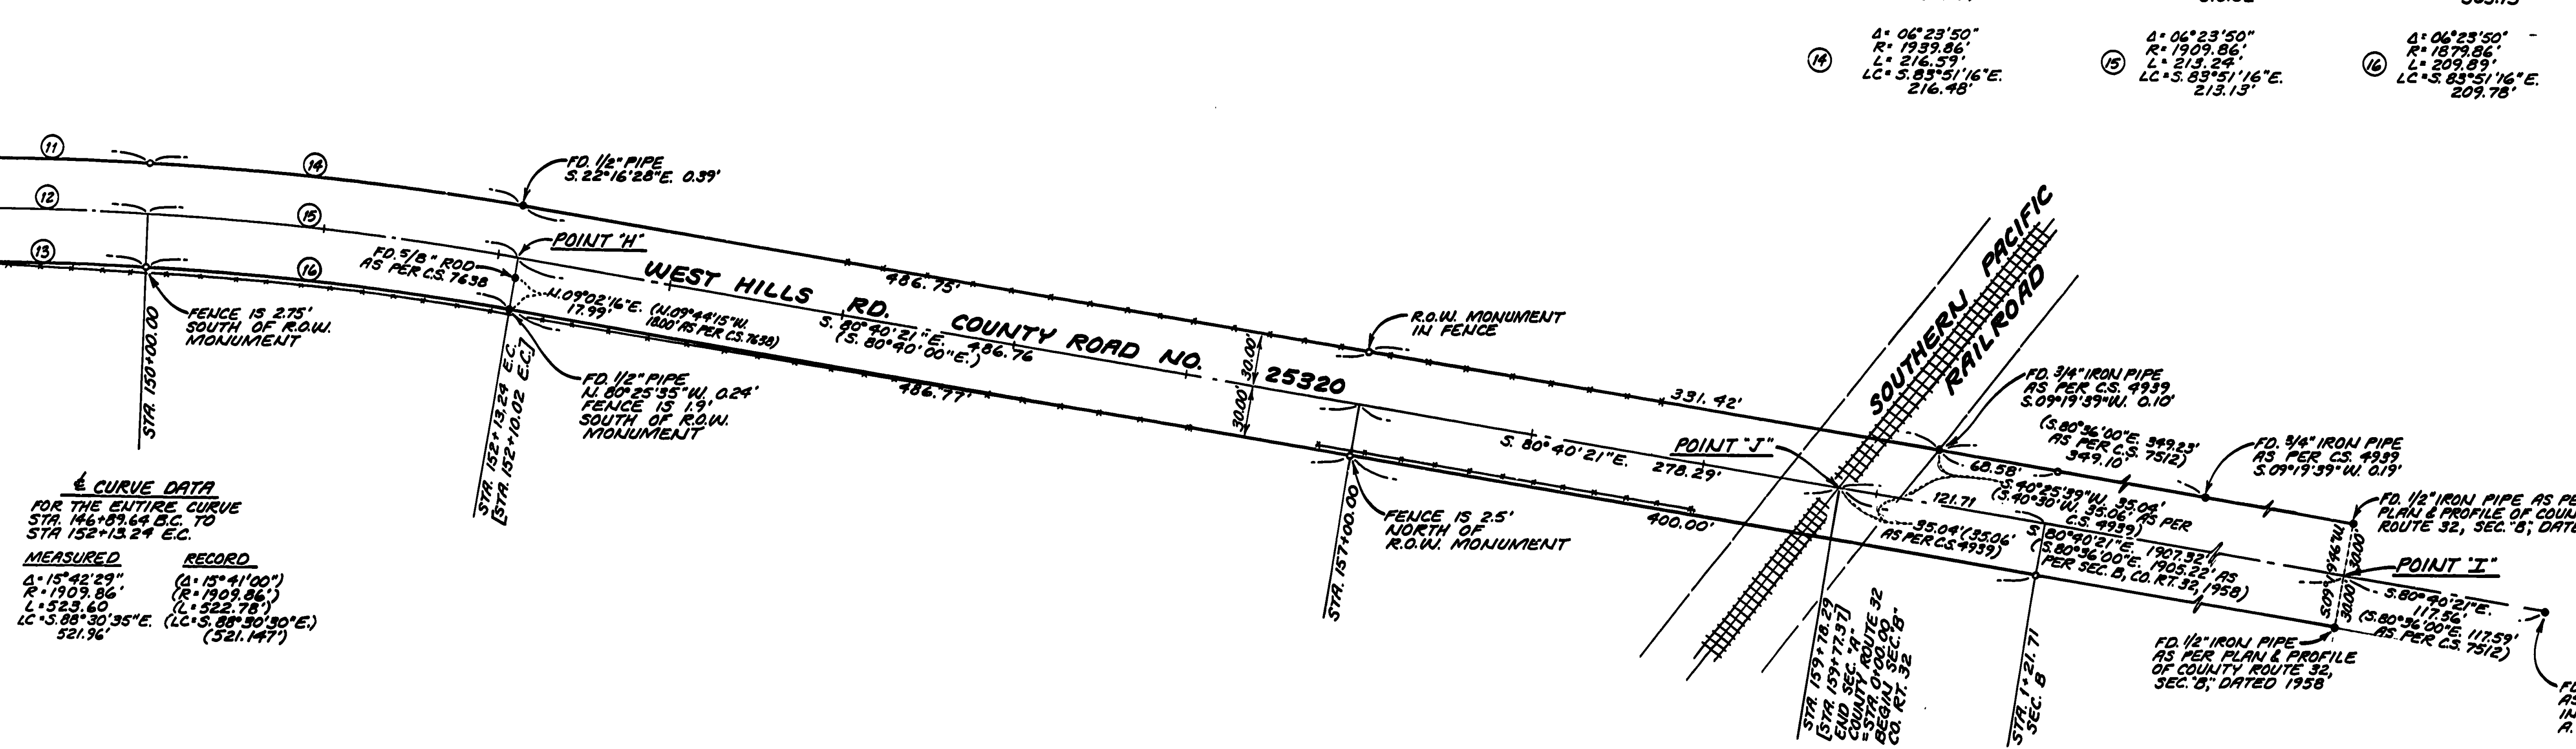 Δ= 06°23'50"
R= 1939.86'
L= 216.59'
LC=S.83°51'16"E.
216.48'
14
Δ= 06°23'50"
R= 1909.86'
L= 213.24'
LC=S.83°51'16"E.
213.13'
15
Δ= 06°23'50"
R= 1879.86'
L= 209.89'
LC=S.83°51'16"E.
209.78'
16
11
14
12
15
13
16
FD. 1/2" PIPE
S.22°16'28"E. 0.39'
POINT "H"
FD. 5/8" ROD
AS PER C.S. 7638
N.09°02'16"E. (N.09°44'15"W.
17.99' 18.00' AS PER C.S. 7638)
FENCE IS 2.75'
SOUTH OF R.O.W.
MONUMENT
STA. 150+00.00
STA. 152+13.24 E.C.
[STA. 152+10.02 E.C.]
FD. 1/2" PIPE
N. 80°25'35"W. 0.24'
FENCE IS 1.9'
SOUTH OF R.O.W.
MONUMENT
WEST HILLS RD. COUNTY ROAD NO. 25320
486.75'
S. 80°40'21"E. 486.76
(S. 80°40'00"E.)
486.77'
30.00'
30.00'
R.O.W. MONUMENT
IN FENCE
331.42'
S. 80°40'21"E. 278.29'
400.00'
FENCE IS 2.5'
NORTH OF
R.O.W. MONUMENT
STA. 157+00.00
SOUTHERN PACIFIC
RAILROAD
POINT "J"
FD. 3/4" IRON PIPE
AS PER C.S. 4939
S.09°19'39"W. 0.10'
(S.80°36'00"E. 349.23'
AS PER C.S. 7512)
349.10'
68.58'
FD. 3/4" IRON PIPE
AS PER C.S. 4939
S.09°19'39"W. 0.19'
S.40°25'39"W. 35.04'
(S.40°30'W. 35.06' AS PER
C.S. 4939)
121.71
35.04'(35.06'
AS PER C.S. 4939)
S. 80°40'21"E. 1907.32'
(S.80°36'00"E. 1905.22' AS
PER SEC. B, CO. RT. 32, 1958)
FD. 1/2" IRON PIPE AS PE
PLAN & PROFILE OF COUN
ROUTE 32, SEC. "B", DATE
30.00'
30.00'
POINT "I"
S.80°40'21"E.
117.56'
(S.80°36'00"E. 117.59'
AS PER C.S. 7512)
FD. 1/2" IRON PIPE
AS PER PLAN & PROFILE
OF COUNTY ROUTE 32,
SEC. "B", DATED 1958
STA. 159+78.29
[STA. 159+77.37]
END SEC. "A"
COUNTY ROUTE 32
= STA. 0+00.00
BEGIN SEC. "B"
CO. RT. 32
STA. 1+21.71
SEC. B
℄ CURVE DATA
FOR THE ENTIRE CURVE
STA. 146+89.64 B.C. TO
STA 152+13.24 E.C.
MEASURED RECORD
Δ=15°42'29" (Δ=15°41'00")
R=1909.86' (R=1909.86')
L=523.60 (L=522.78')
LC=S.88°30'35"E. (LC=S.88°30'30"E.)
521.96' (521.147')